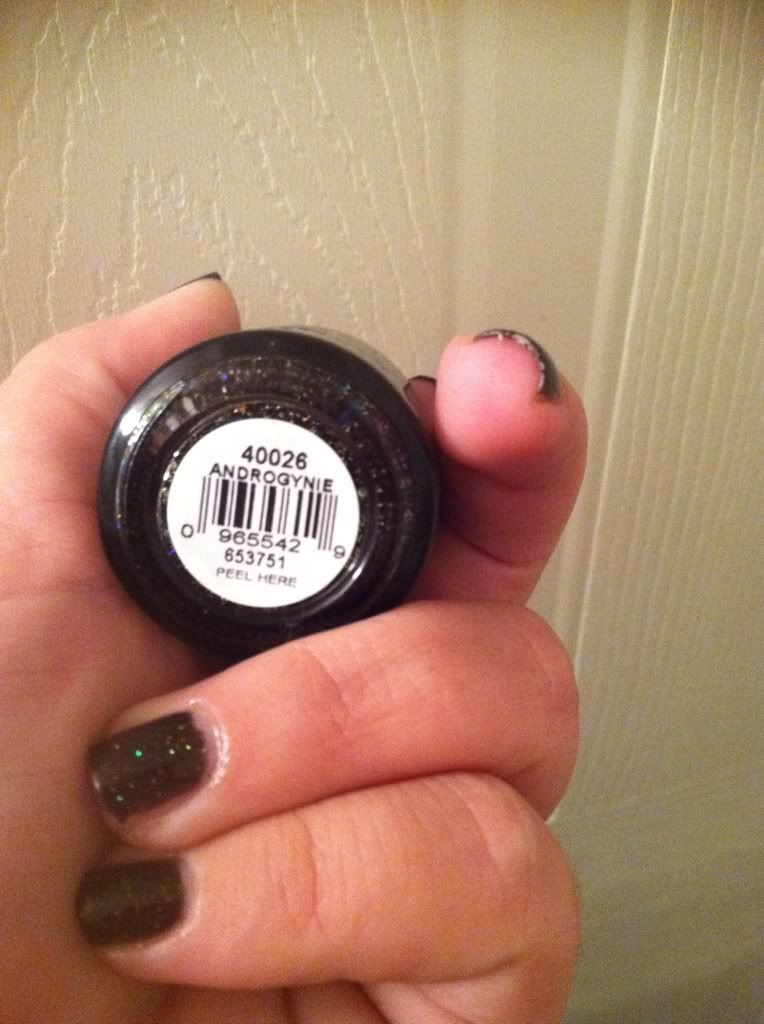 40026
ANDROGYNIE
0 965542 9
653751
PEEL HERE